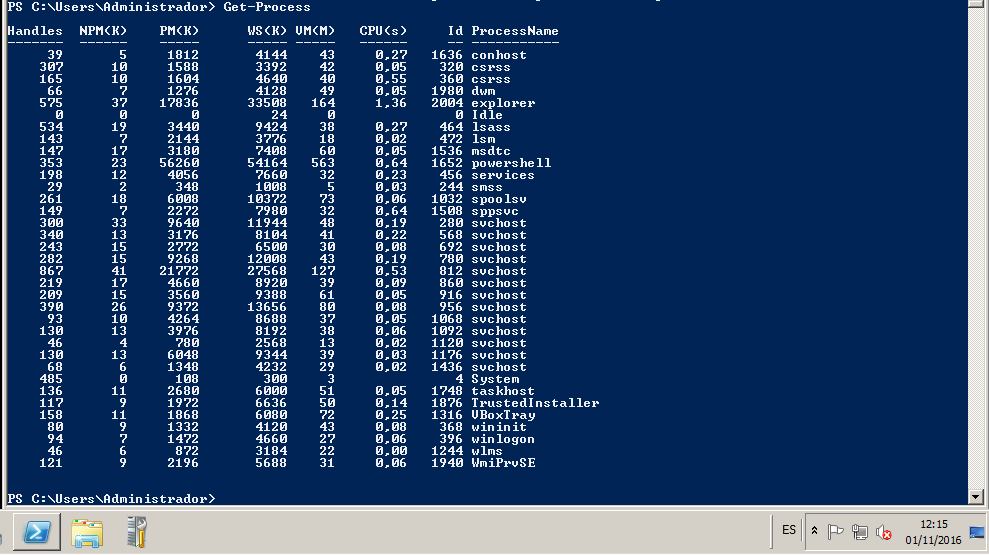 PS C:\Users\Administrador> Get-Process
Handles NPM(K) PM(K) WS(K) VM(M) CPU(s) Id ProcessName
------- ------ ----- ----- ----- ------ -- -----------
39 5 1812 4144 43 0,27 1636 conhost
307 10 1588 3392 42 0,05 320 csrss
165 10 1604 4640 40 0,55 360 csrss
66 7 1276 4128 49 0,05 1980 dwm
575 37 17836 33508 164 1,36 2004 explorer
0 0 0 24 0 0 Idle
534 19 3440 9424 38 0,27 464 lsass
143 7 2144 3776 18 0,02 472 lsm
147 17 3180 7408 60 0,05 1536 msdtc
353 23 56260 54164 563 0,64 1652 powershell
198 12 4056 7660 32 0,23 456 services
29 2 348 1008 5 0,03 244 smss
261 18 6008 10372 73 0,06 1032 spoolsv
149 7 2272 7980 32 0,64 1508 sppsvc
300 33 9640 11944 48 0,19 280 svchost
340 13 3176 8104 41 0,22 568 svchost
243 15 2772 6500 30 0,08 692 svchost
282 15 9268 12008 43 0,19 780 svchost
867 41 21772 27568 127 0,53 812 svchost
219 17 4660 8920 39 0,09 860 svchost
209 15 3560 9388 61 0,05 916 svchost
390 26 9372 13656 80 0,08 956 svchost
93 10 4264 8688 37 0,05 1068 svchost
130 13 3976 8192 38 0,06 1092 svchost
46 4 780 2568 13 0,02 1120 svchost
130 13 6048 9344 39 0,03 1176 svchost
68 6 1348 4232 29 0,02 1436 svchost
485 0 108 300 3 4 System
136 11 2680 6000 51 0,05 1748 taskhost
117 9 1972 6636 50 0,14 1876 TrustedInstaller
158 11 1868 6080 72 0,25 1316 VBoxTray
80 9 1332 4120 43 0,08 368 wininit
94 7 1472 4660 27 0,06 396 winlogon
46 6 872 3184 22 0,00 1244 wlms
121 9 2196 5688 31 0,06 1940 WmiPrvSE
PS C:\Users\Administrador>
ES 12:15
01/11/2016